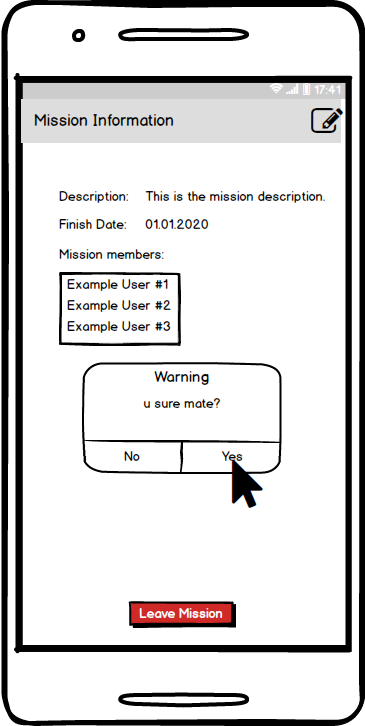 17:41
Mission Information
Description: This is the mission description.
Finish Date: 01.01.2020
Mission members:
Example User #1
Example User #2
Example User #3
Warning
u sure mate?
No Yes
Leave Mission